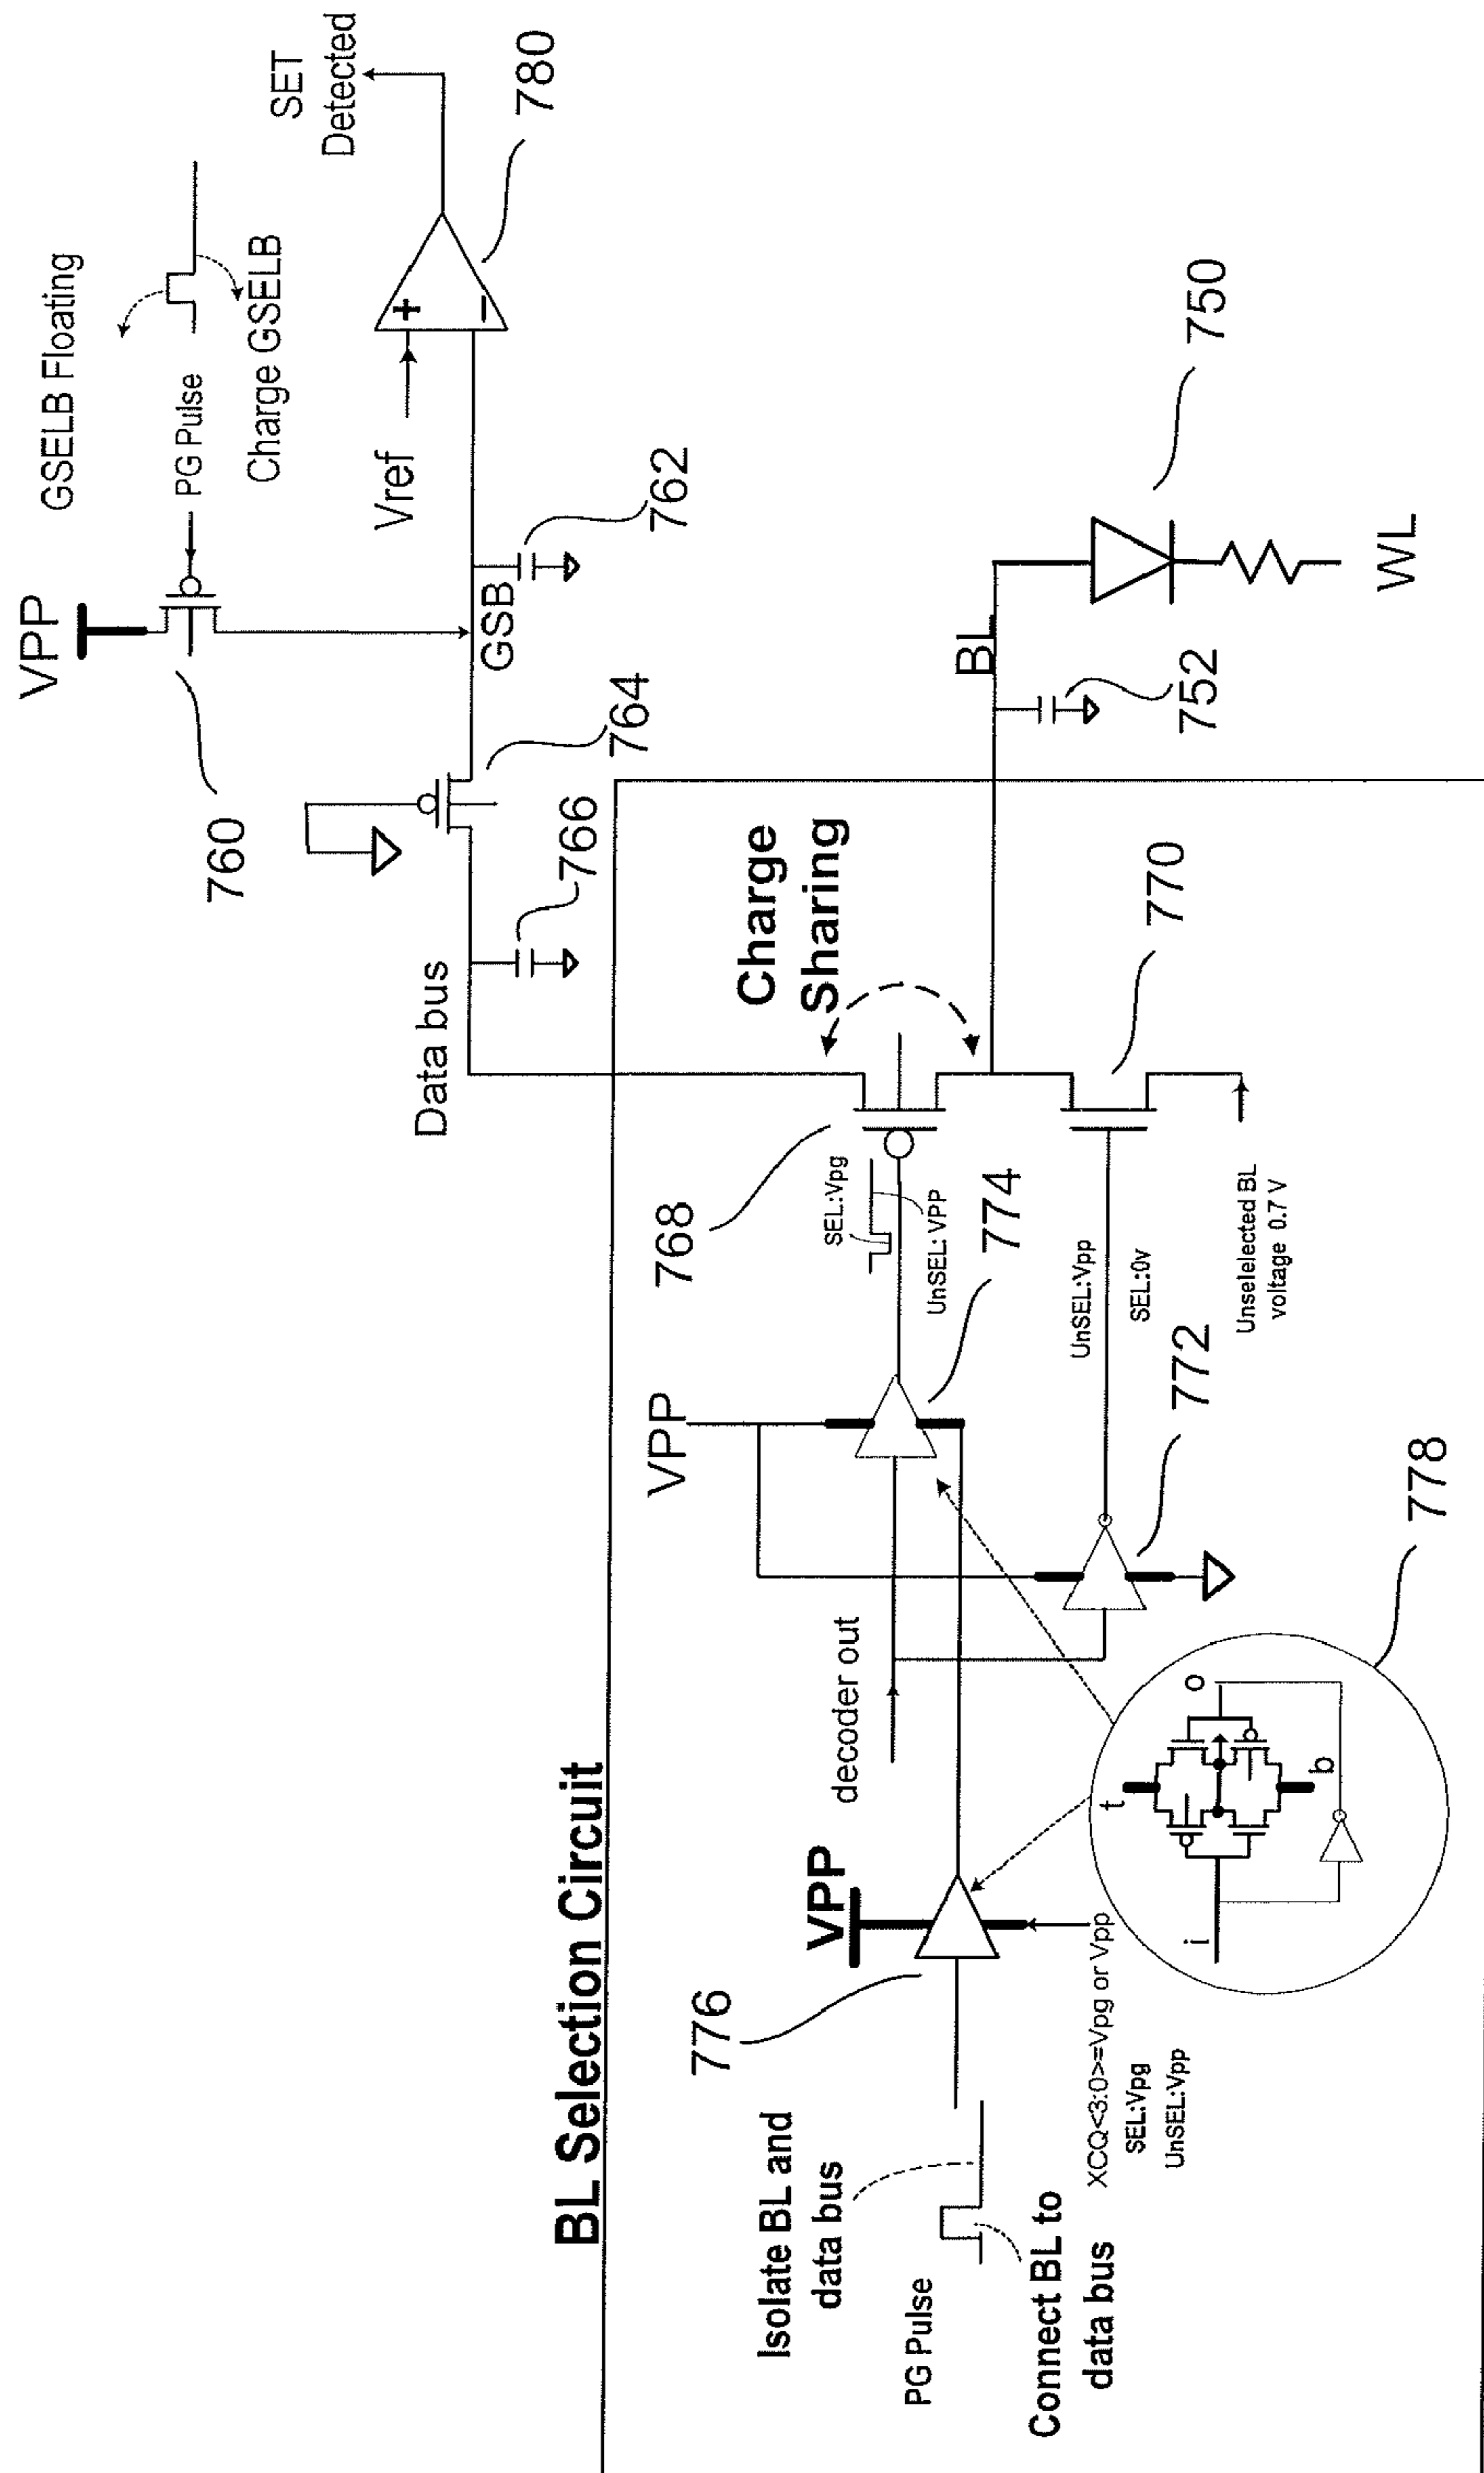 VPP
GSELB Floating
PG Pulse
Charge GSELB
SET
Detected
760
764
GSB
Vref
762
780
Data bus
766
BL Selection Circuit
Charge
Sharing
BL
752
750
WL
768
SEL:Vpg
UnSEL: VPP
774
770
VPP
decoder out
UnSEL:Vpp
SEL:0v
772
Unselelected BL
voltage 0.7 V
776
VPP
Isolate BL and
data bus
PG Pulse
Connect BL to
data bus
XCQ<3:0>=Vpg or Vpp
SEL:Vpg
UnSEL:Vpp
i
t
o
b
778